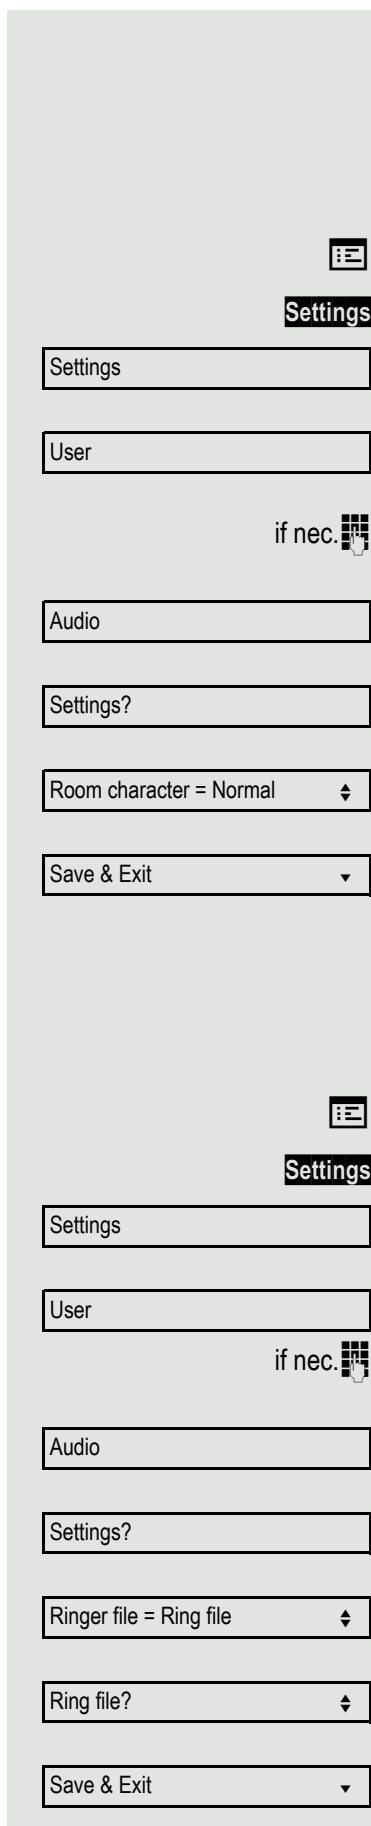 Settings
Settings
User
if nec.
Audio
Settings?
Room character = Normal
Save & Exit
Settings
Settings
User
if nec.
Audio
Settings?
Ringer file = Ring file
Ring file?
Save & Exit